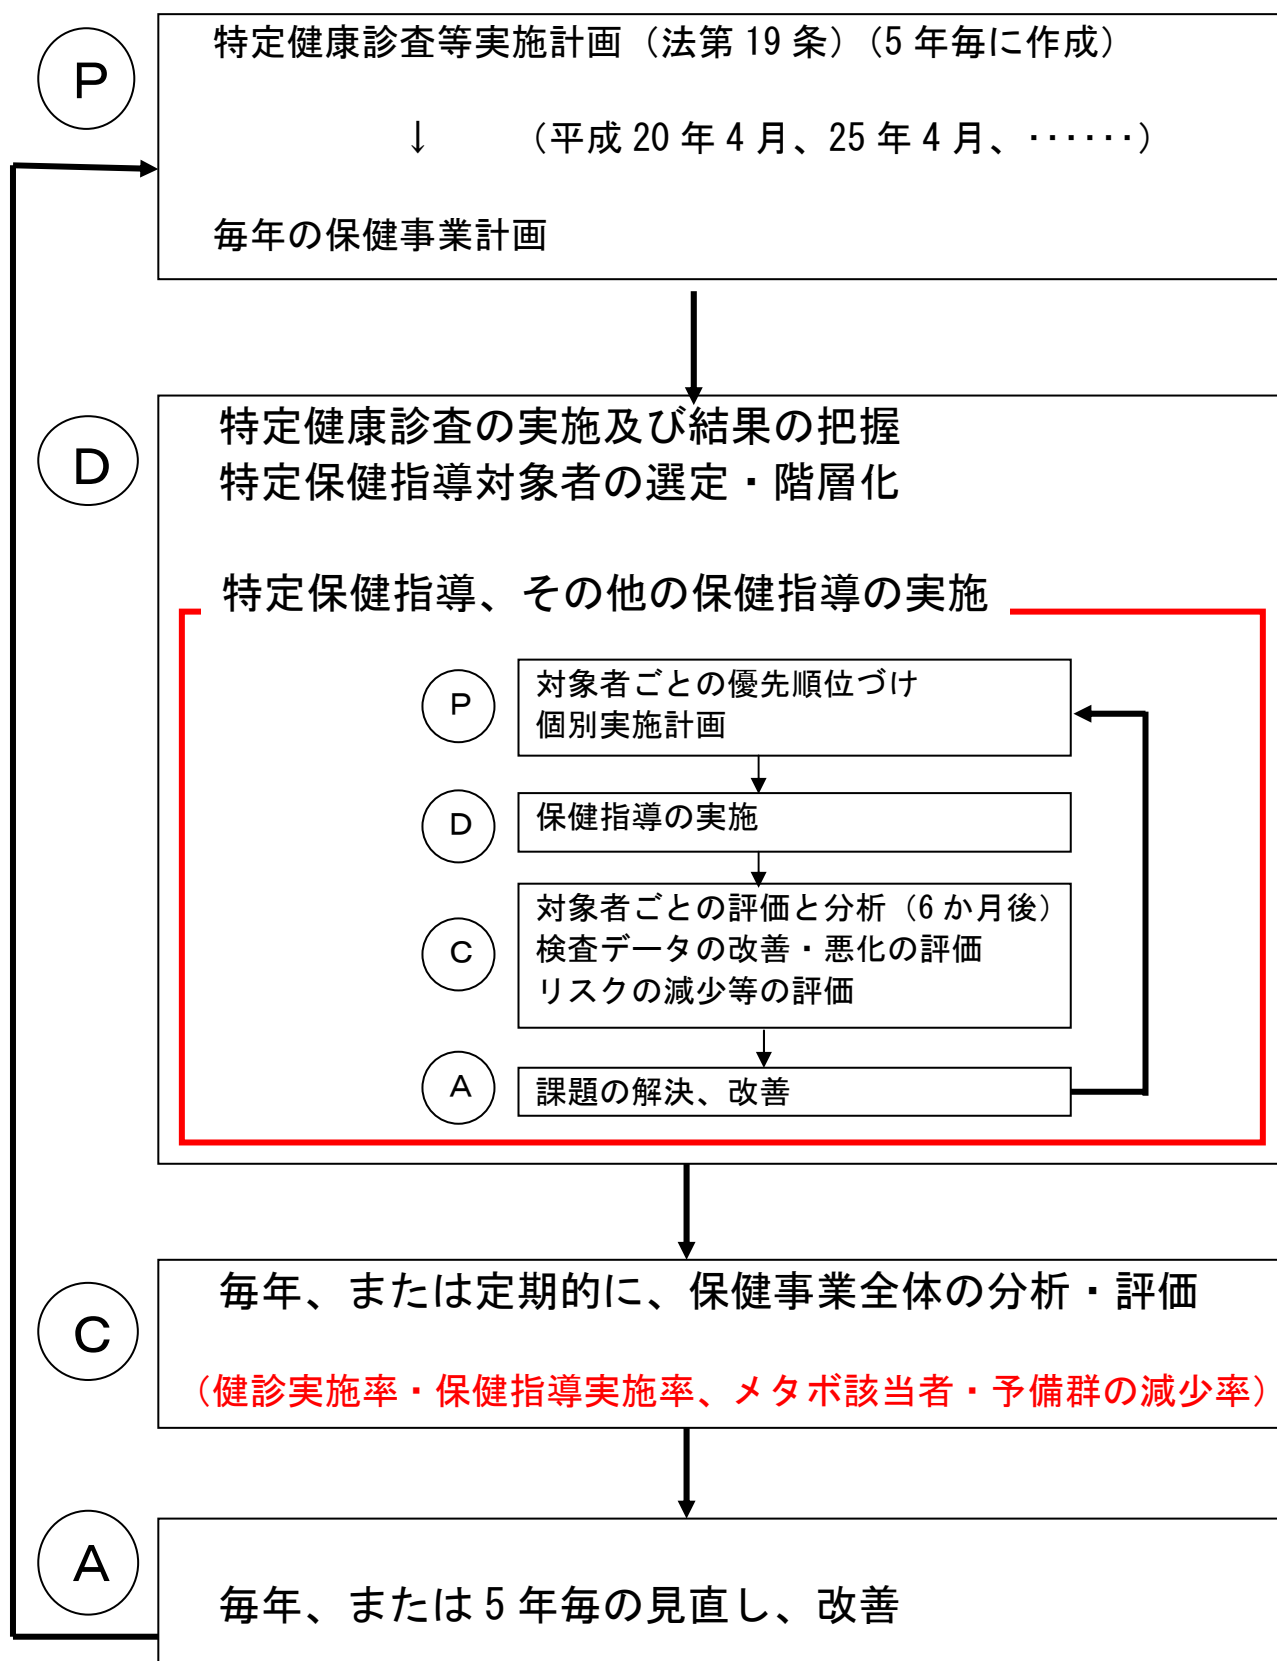 P
特定健康診査等実施計画（法第19条）（5年毎に作成）
↓ （平成20年4月、25年4月、‥‥‥）
毎年の保健事業計画
D
特定健康診査の実施及び結果の把握
特定保健指導対象者の選定・階層化
特定保健指導、その他の保健指導の実施
P
対象者ごとの優先順位づけ
個別実施計画
D
保健指導の実施
C
対象者ごとの評価と分析（6か月後）
検査データの改善・悪化の評価
リスクの減少等の評価
A
課題の解決、改善
C
毎年、または定期的に、保健事業全体の分析・評価
（健診実施率・保健指導実施率、メタボ該当者・予備群の減少率）
A
毎年、または5年毎の見直し、改善